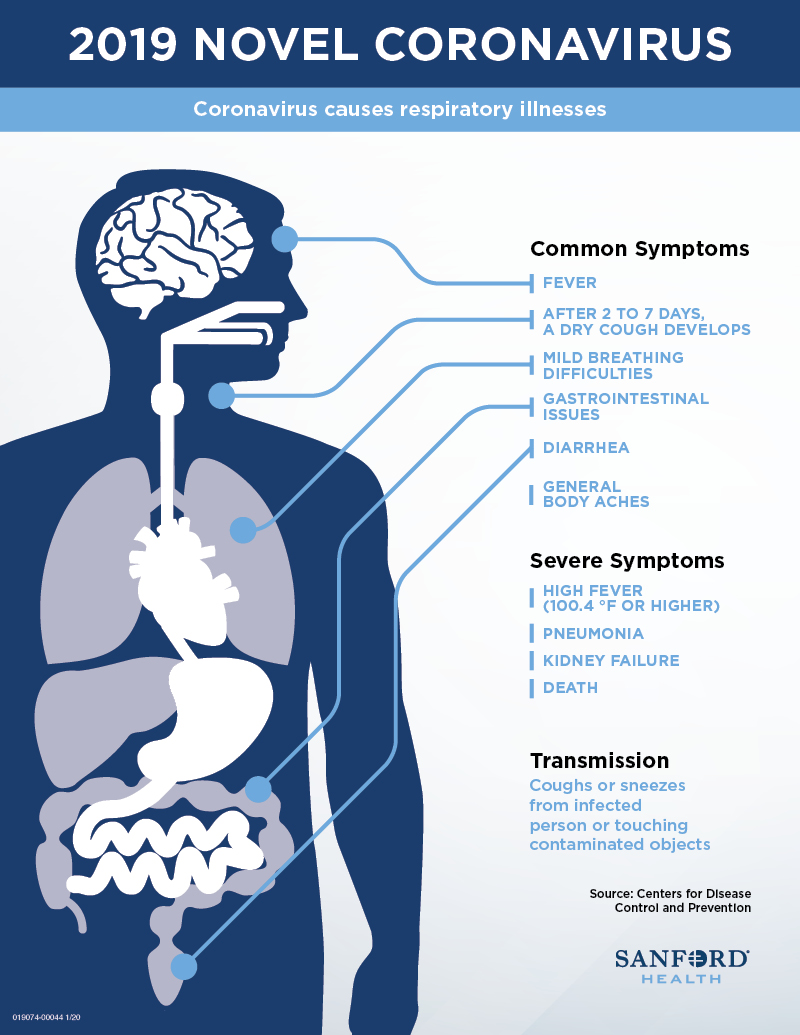 2019 NOVEL CORONAVIRUS
Coronavirus causes respiratory illnesses
Common Symptoms
FEVER
AFTER 2 TO 7 DAYS,
A DRY COUGH DEVELOPS
MILD BREATHING
DIFFICULTIES
GASTROINTESTINAL
ISSUES
DIARRHEA
GENERAL
BODY ACHES
Severe Symptoms
HIGH FEVER
(100.4 °F OR HIGHER)
PNEUMONIA
KIDNEY FAILURE
DEATH
Transmission
Coughs or sneezes
from infected
person or touching
contaminated objects
Source: Centers for Disease
Control and Prevention
SANFORD
HEALTH
019074-00044 1/20